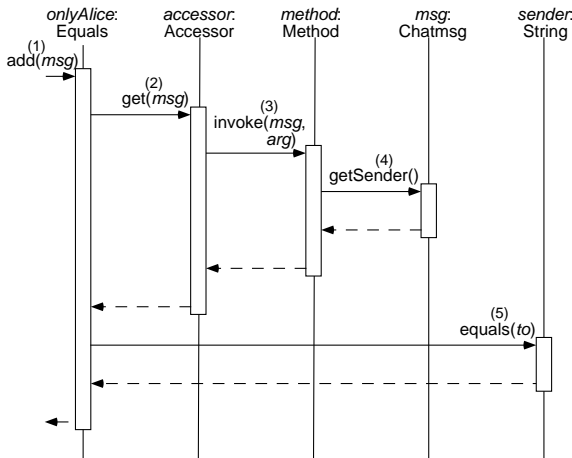 onlyAlice: accessor: method: msg: sender:
Equals Accessor Method Chatmsg String
(1)
add(msg)
(2)
get(msg)
(3)
invoke(msg,
arg)
(4)
getSender()
(5)
equals(to)